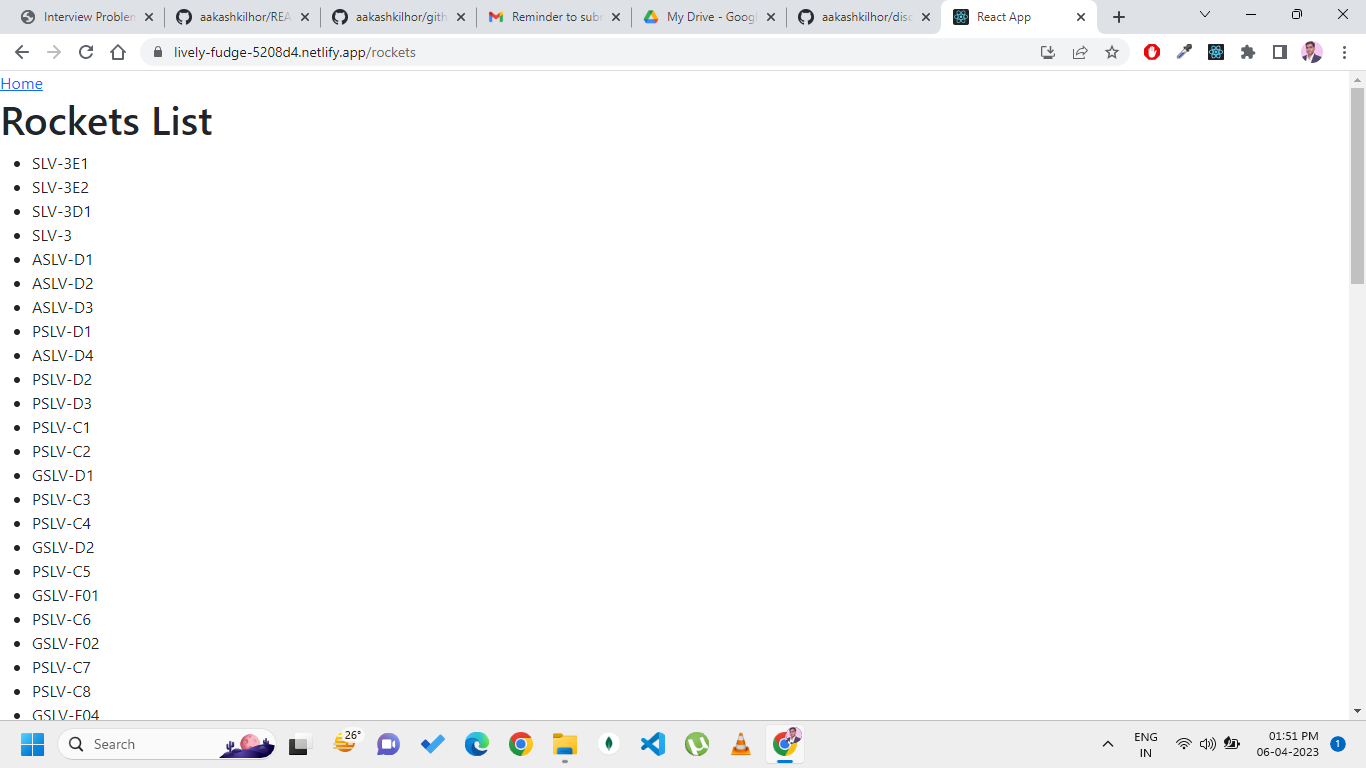 Interview Problem
aakashkilhor/REA
aakashkilhor/gith
Reminder to subm
My Drive - Google
aakashkilhor/disc
React App
lively-fudge-5208d4.netlify.app/rockets
Home
Rockets List
SLV-3E1
SLV-3E2
SLV-3D1
SLV-3
ASLV-D1
ASLV-D2
ASLV-D3
PSLV-D1
ASLV-D4
PSLV-D2
PSLV-D3
PSLV-C1
PSLV-C2
GSLV-D1
PSLV-C3
PSLV-C4
GSLV-D2
PSLV-C5
GSLV-F01
PSLV-C6
GSLV-F02
PSLV-C7
PSLV-C8
GSLV-F04
Search
26°
ENG
IN
01:51 PM
06-04-2023
1